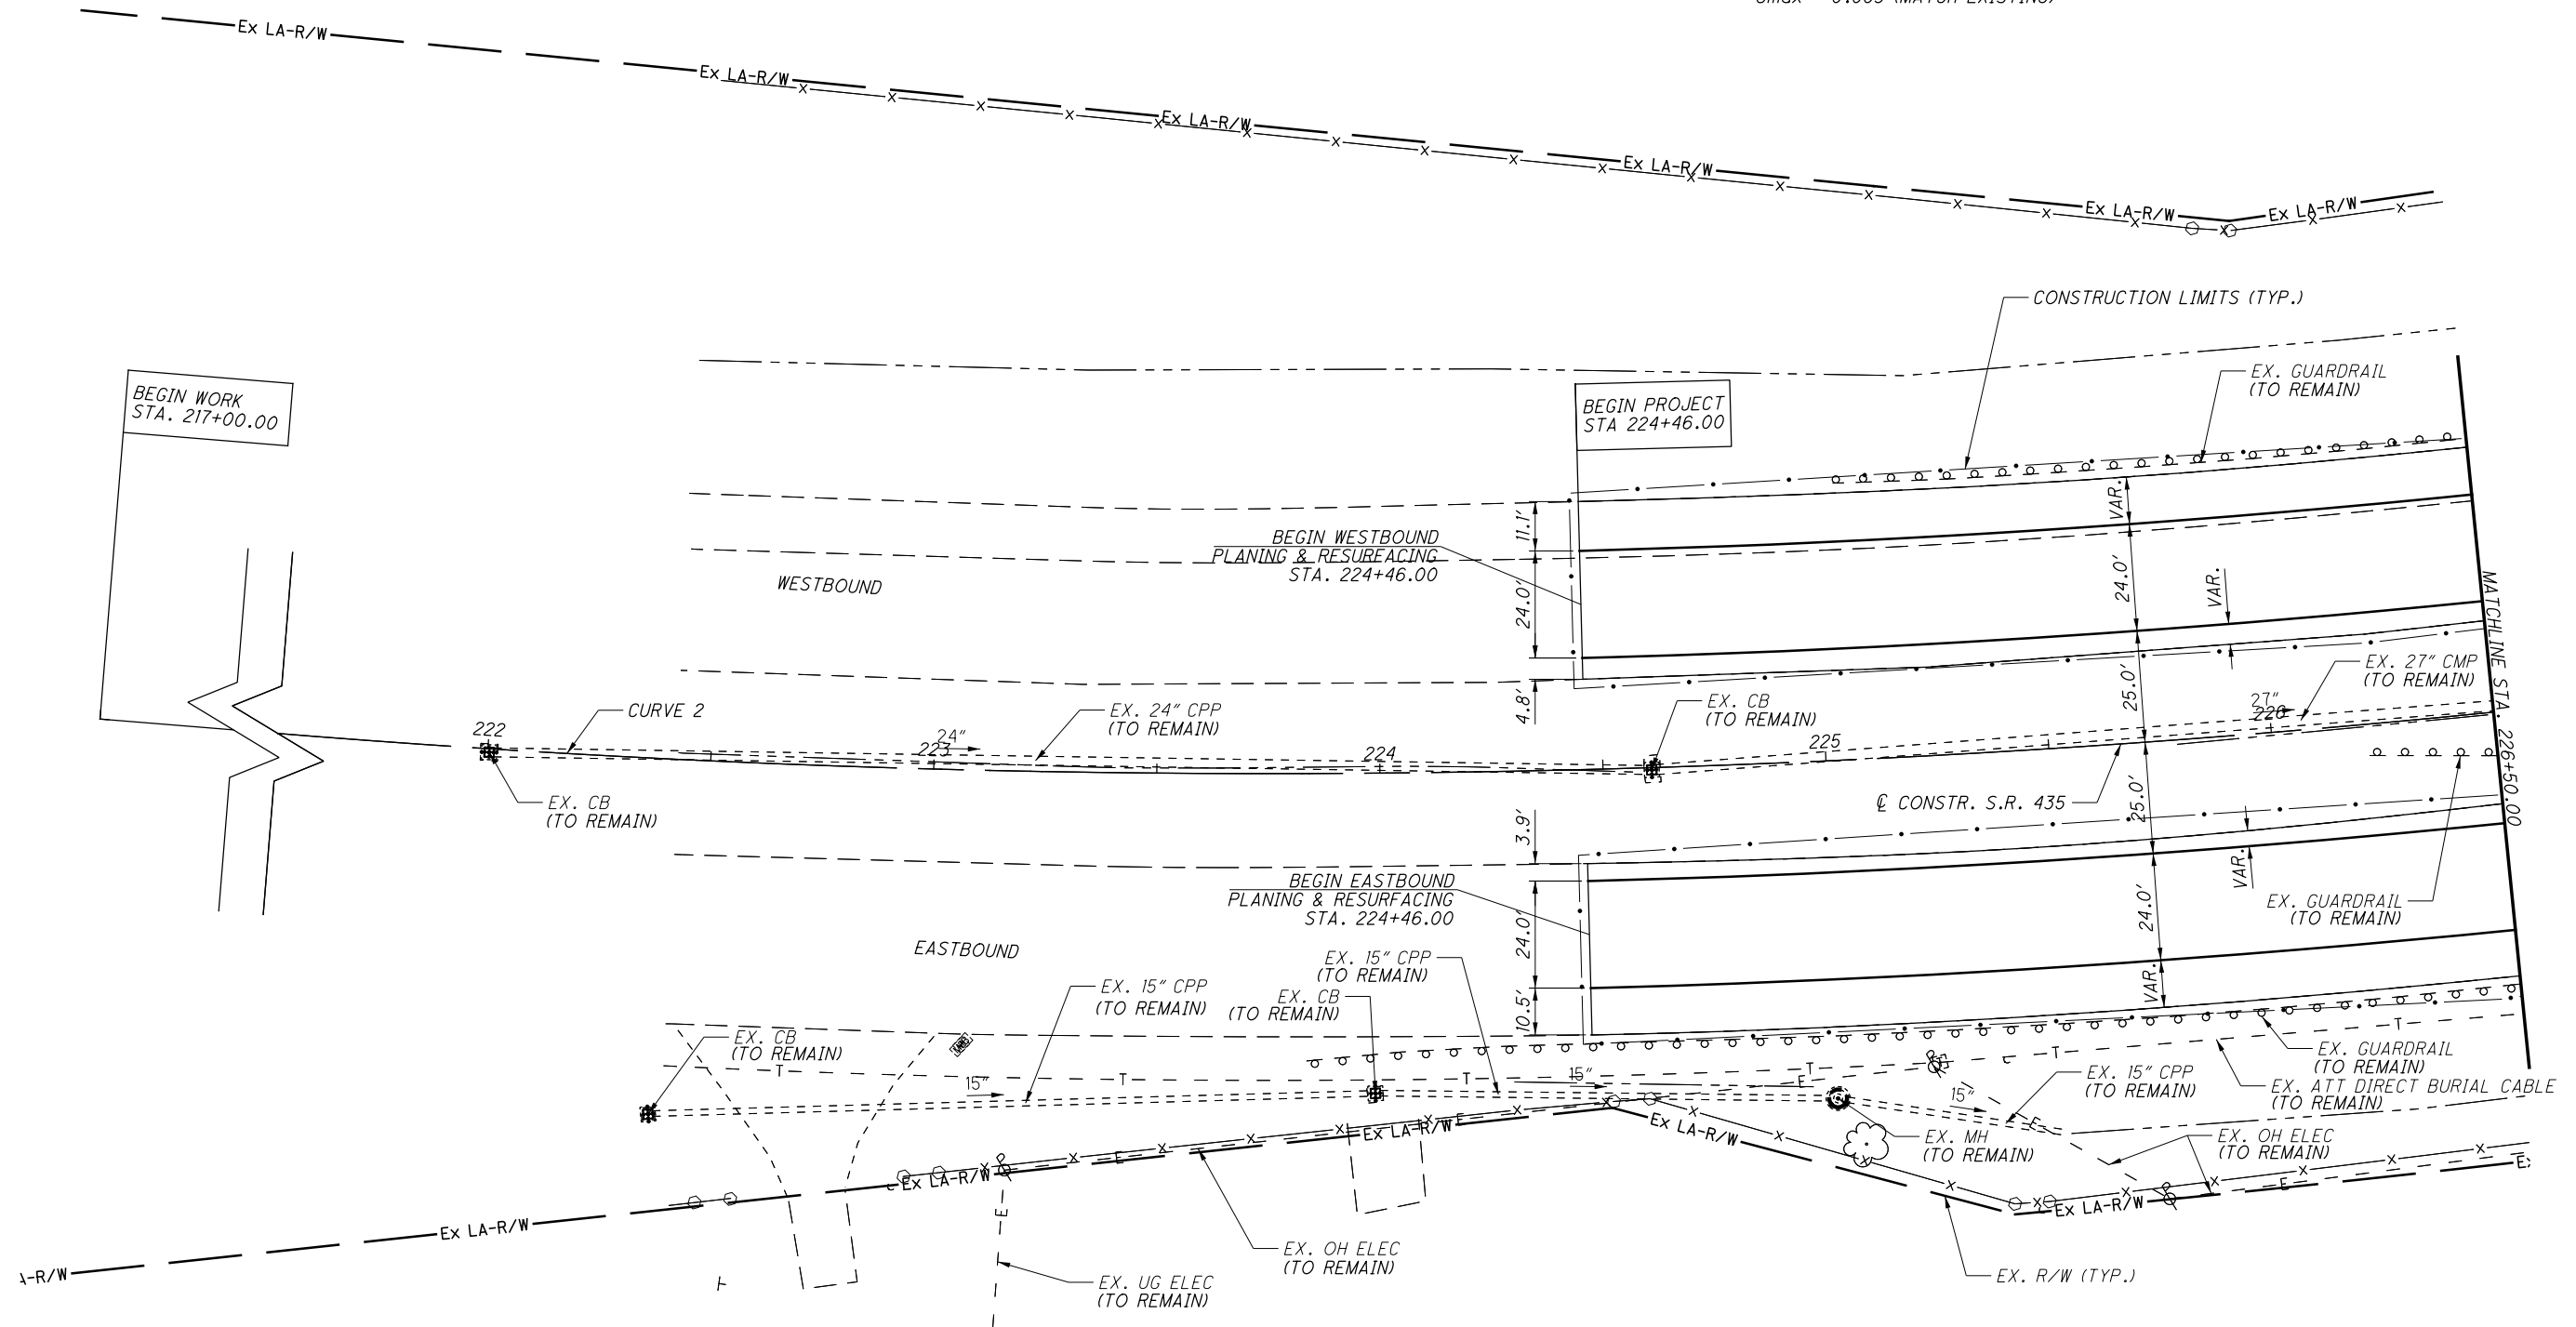 Ex LA-R/W
Ex LA-R/W
Ex LA-R/W
Ex LA-R/W
Ex LA-R/W
Ex LA-R/W
CONSTRUCTION LIMITS (TYP.)
EX. GUARDRAIL
(TO REMAIN)
BEGIN WORK
STA. 217+00.00
BEGIN PROJECT
STA 224+46.00
11.1'
24.0'
4.8'
BEGIN WESTBOUND
PLANING & RESURFACING
STA. 224+46.00
WESTBOUND
VAR.
24.0'
VAR.
25.0'
25.0'
24.0'
VAR.
VAR.
MATCHLINE STA. 226+50.00
EX. 27" CMP
(TO REMAIN)
27"
226
225
224
223
222
24"
CURVE 2
EX. 24" CPP
(TO REMAIN)
EX. CB
(TO REMAIN)
EX. CB
(TO REMAIN)
℄ CONSTR. S.R. 435
3.9'
24.0'
10.5'
BEGIN EASTBOUND
PLANING & RESURFACING
STA. 224+46.00
EASTBOUND
EX. GUARDRAIL
(TO REMAIN)
EX. 15" CPP
(TO REMAIN)
EX. 15" CPP
(TO REMAIN)
EX. CB
(TO REMAIN)
EX. CB
(TO REMAIN)
15"
15"
15"
T
T
T
T
T
T
E
E
E
E
E
E
EX. GUARDRAIL
(TO REMAIN)
EX. ATT DIRECT BURIAL CABLE
(TO REMAIN)
EX. 15" CPP
(TO REMAIN)
EX. MH
(TO REMAIN)
EX. OH ELEC
(TO REMAIN)
Ex LA-R/W
Ex LA-R/W
Ex LA-R/W
Ex LA-R/W
Ex LA-R/W
-R/W
EX. OH ELEC
(TO REMAIN)
EX. UG ELEC
(TO REMAIN)
EX. R/W (TYP.)